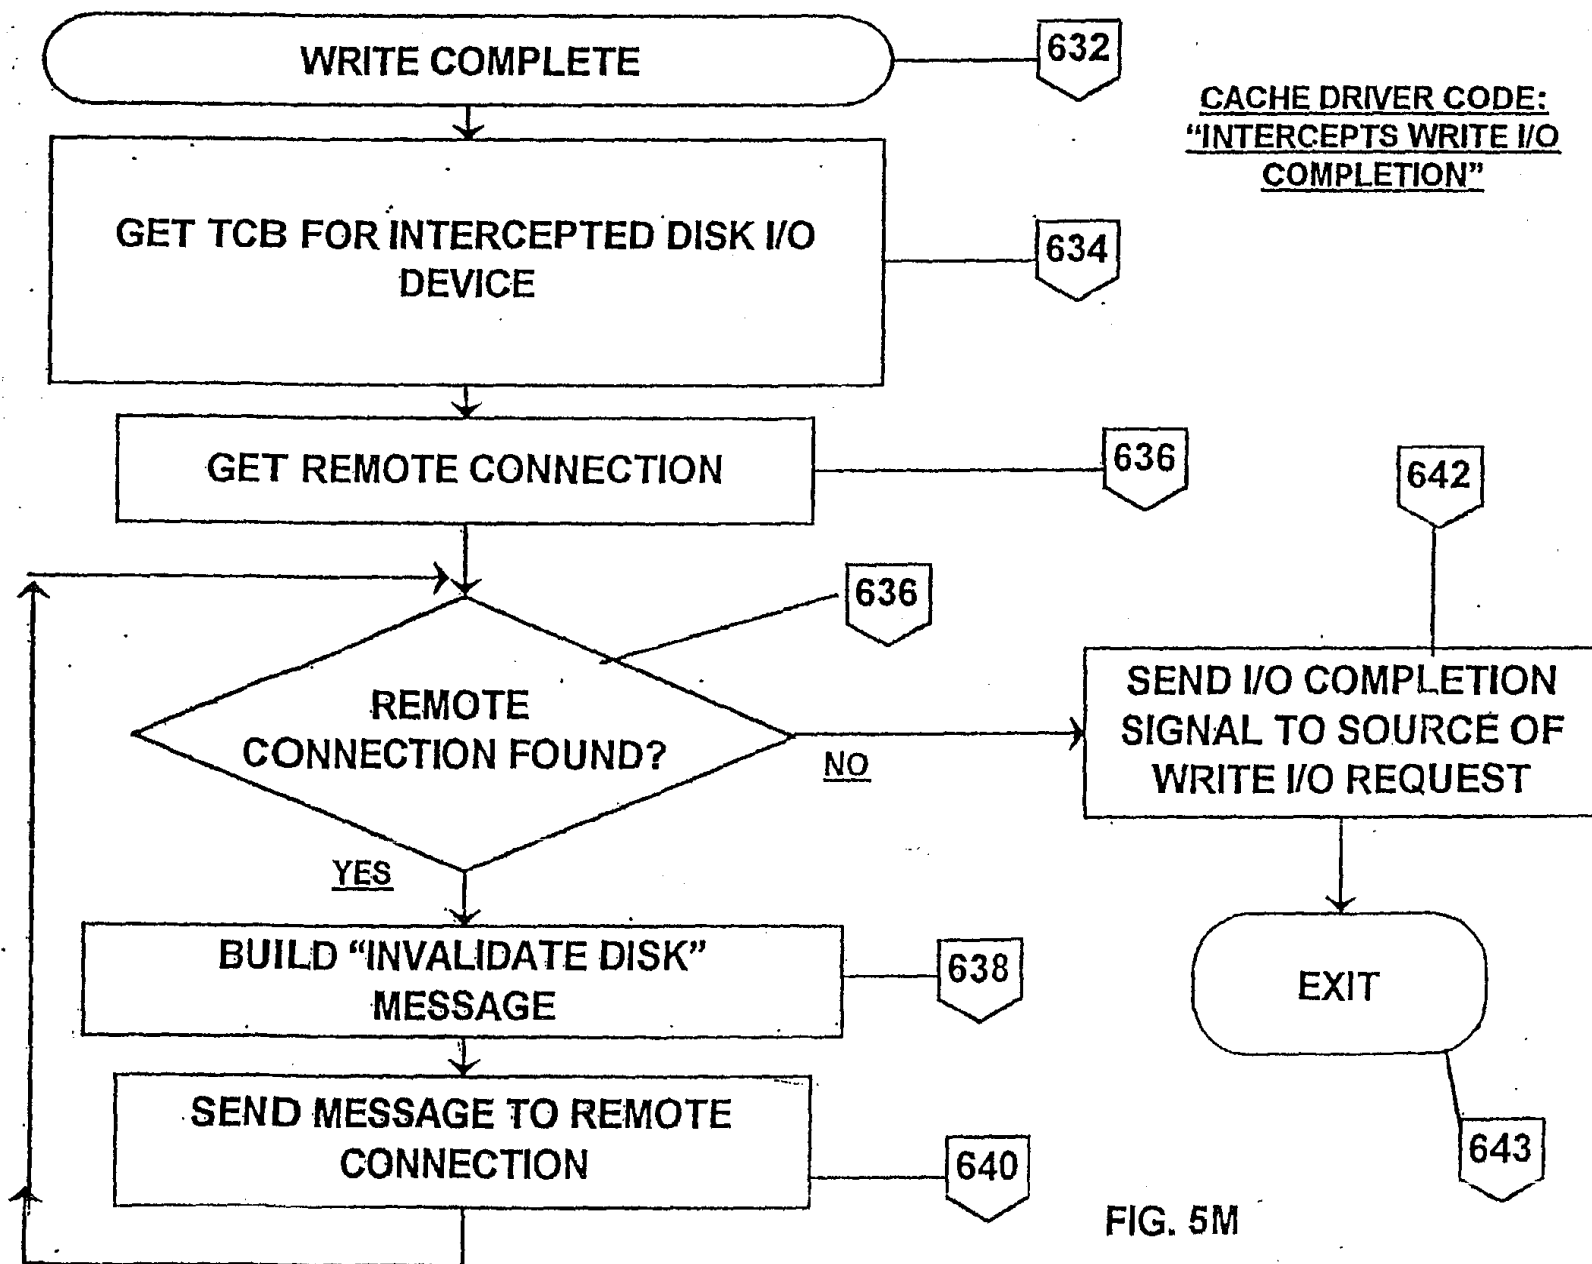 WRITE COMPLETE
632
CACHE DRIVER CODE:
“INTERCEPTS WRITE I/O
COMPLETION”
GET TCB FOR INTERCEPTED DISK I/O
DEVICE
634
GET REMOTE CONNECTION
636
642
636
REMOTE
CONNECTION FOUND?
NO
YES
SEND I/O COMPLETION
SIGNAL TO SOURCE OF
WRITE I/O REQUEST
BUILD “INVALIDATE DISK”
MESSAGE
638
EXIT
SEND MESSAGE TO REMOTE
CONNECTION
640
643
FIG. 5M